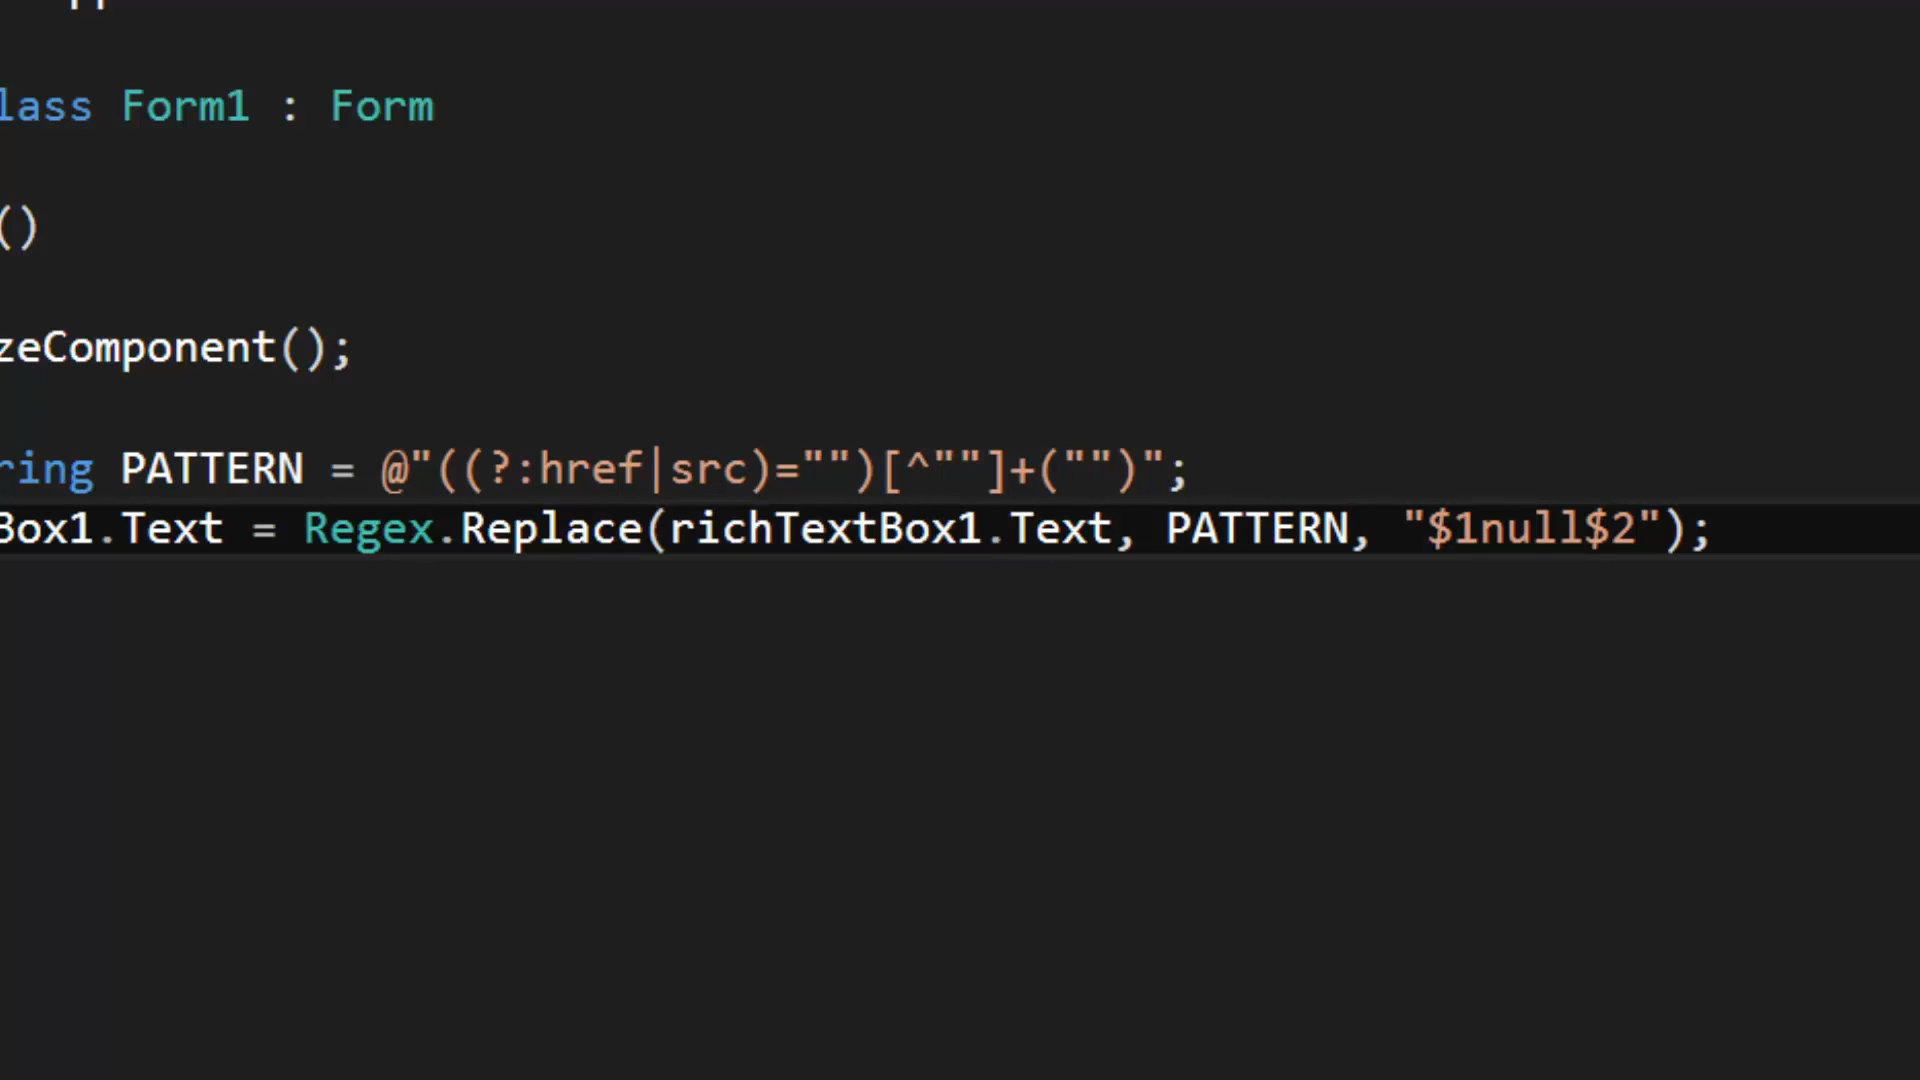 lass Form1 : Form
()
zeComponent();
ring PATTERN = @"((?:href|src)="")[^""]+("")";
Box1.Text = Regex.Replace(richTextBox1.Text, PATTERN, "$1null$2");